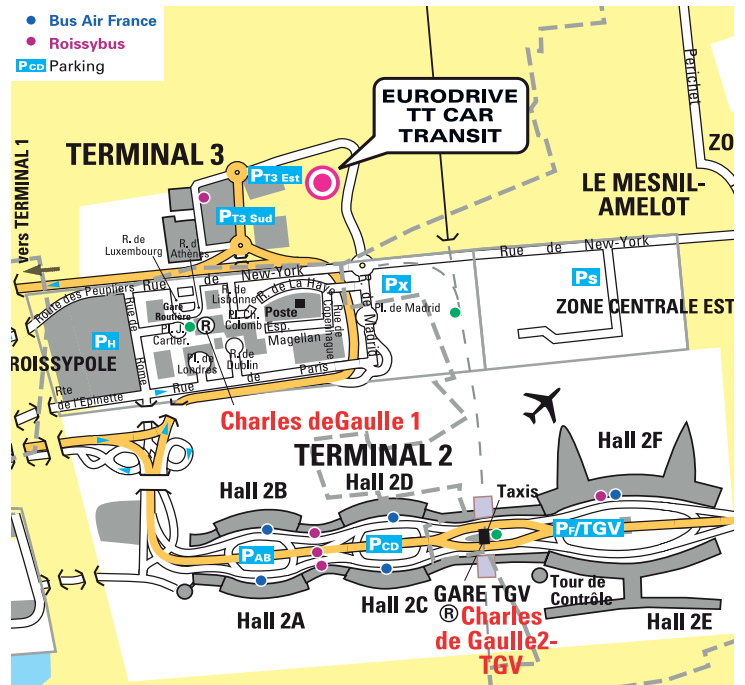 Bus Air France
Roissybus
PCD Parking
EURODRIVE
TT CAR
TRANSIT
Perichet
ZO
TERMINAL 3
vers TERMINAL 1
PT3 Est
PT3 Sud
LE MESNIL-
AMELOT
R. de
Luxembourg
R. d'
Athènes
Rue de New-York
Rue de New-York
Route des Peupliers
R. de
Lisbonne
R. de La Haye
Px
Ps
Gare
Routière
Pl. Ch.
Colomb
Poste
Pl. de Madrid
ZONE CENTRALE EST
PH
Rue de Rome
Pl. J.
Cartier
R
Esp.
Magellan
Rue de Copenhague
R. de Madrid
ROISSYPOLE
Pl. de
Londres
R. de
Dublin
Rte
de l'Epinette
Rue de Paris
Charles deGaulle 1
TERMINAL 2
Hall 2F
Hall 2B
Hall 2D
Taxis
PAB
PCD
PF/TGV
Hall 2A
Hall 2C
GARE TGV
Tour de
Contrôle
Hall 2E
R Charles
de Gaulle2-
TGV